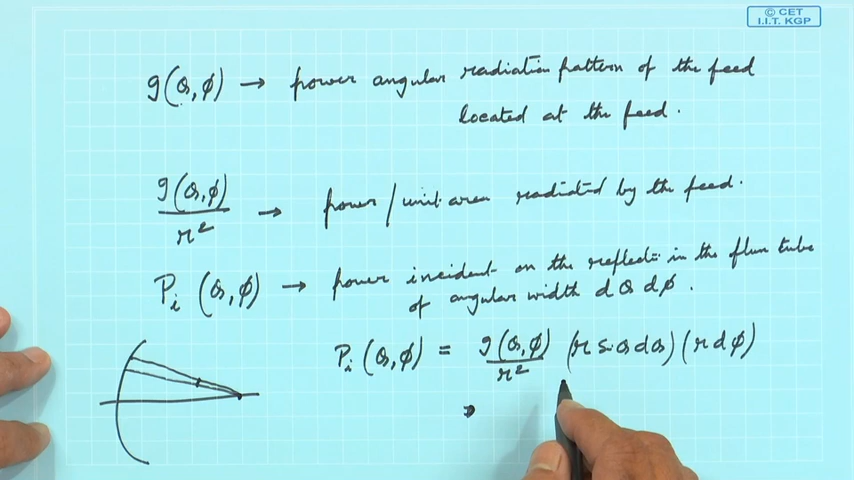 © CET
I.I.T. KGP
g(θ,φ) → power angular radiation pattern of the feed
located at the feed.
g(θ,φ)/r² → power/unit area radiated by the feed.
P_i (θ,φ) → power incident on the reflector in the flux tube
of angular width dθ dφ.
P_i (θ,φ) = g(θ,φ)/r² (r sinθ dθ)(r dφ)